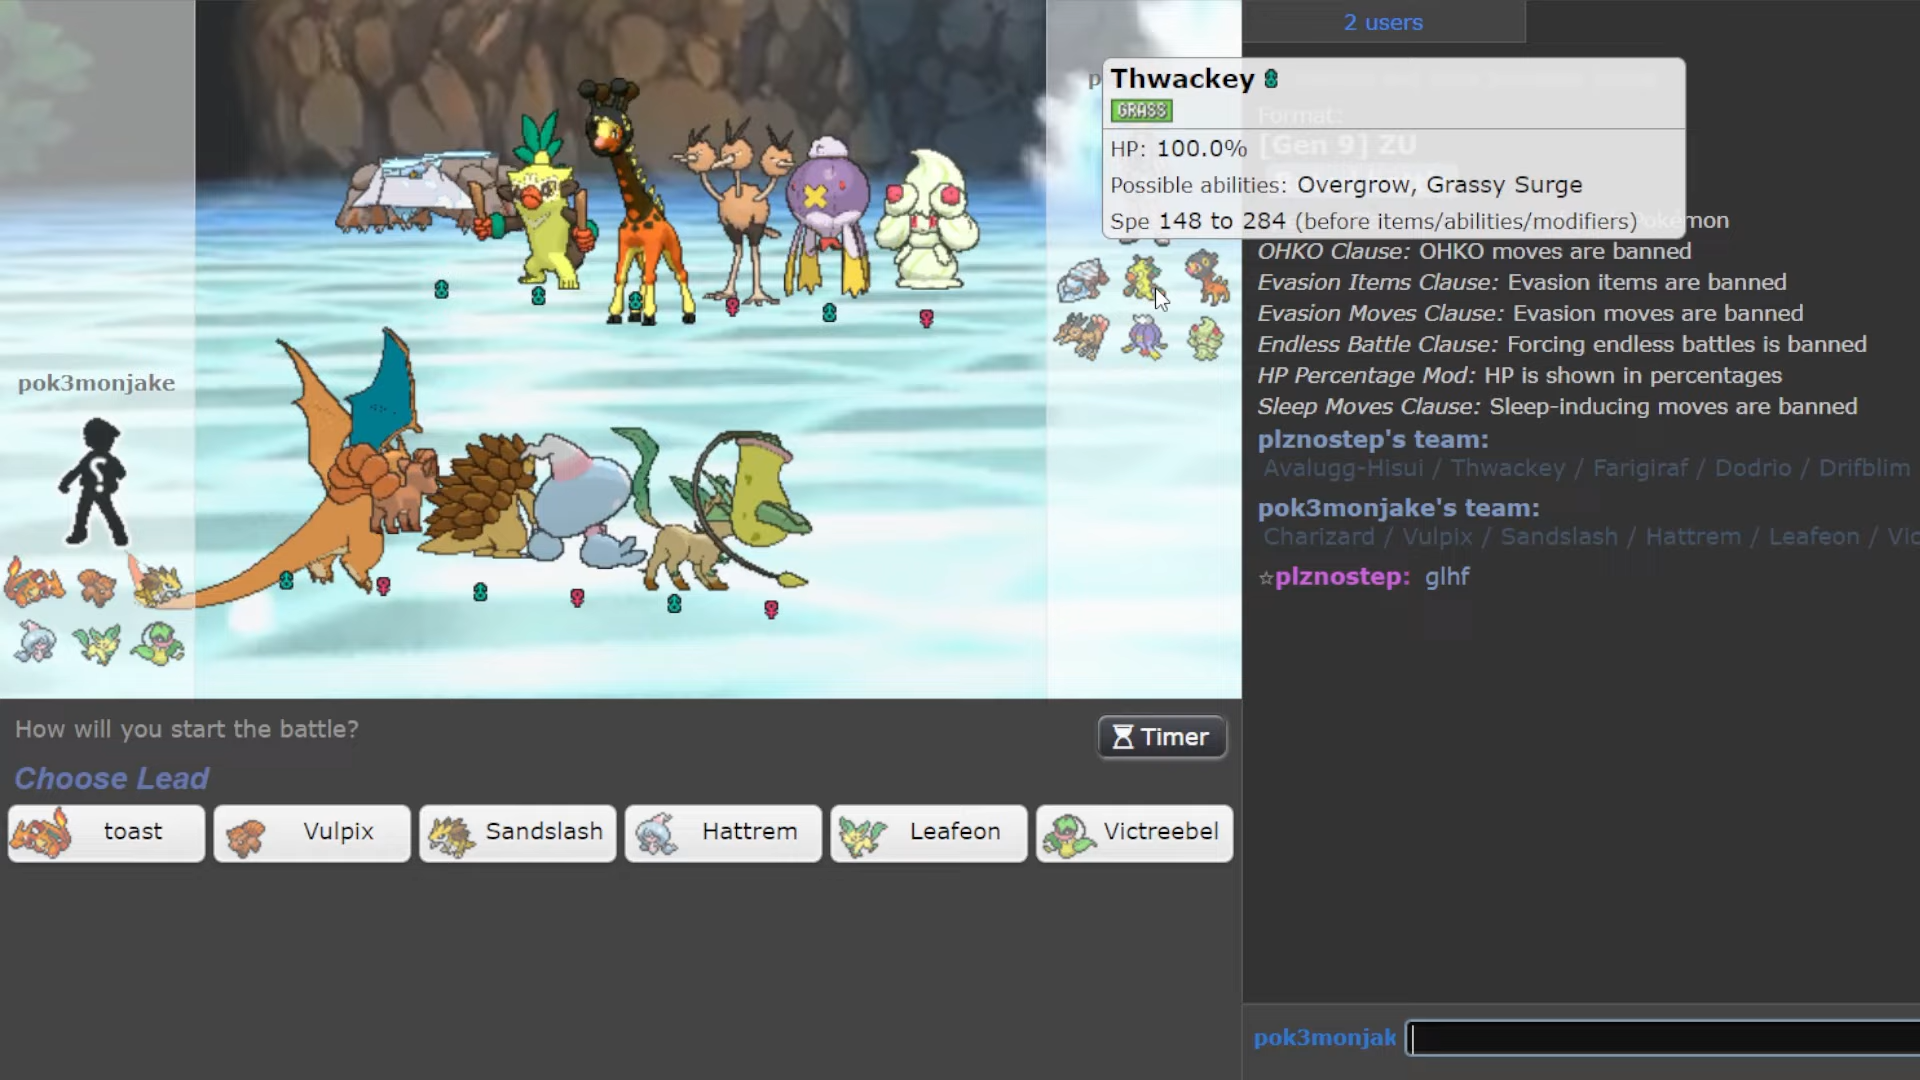 2 users
p
Thwackey
GRASS
HP: 100.0%
Possible abilities: Overgrow, Grassy Surge
Spe 148 to 284 (before items/abilities/modifiers)
Format:
[Gen 9] ZU
Pokémon
OHKO Clause: OHKO moves are banned
Evasion Items Clause: Evasion items are banned
Evasion Moves Clause: Evasion moves are banned
Endless Battle Clause: Forcing endless battles is banned
HP Percentage Mod: HP is shown in percentages
Sleep Moves Clause: Sleep-inducing moves are banned
plznostep's team:
Avalugg-Hisui / Thwackey / Farigiraf / Dodrio / Drifblim
pok3monjake's team:
Charizard / Vulpix / Sandslash / Hattrem / Leafeon / Vic
☆plznostep: glhf
pok3monjake
How will you start the battle?
Timer
Choose Lead
toast
Vulpix
Sandslash
Hattrem
Leafeon
Victreebel
pok3monjak